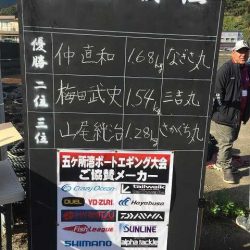 優勝 仲 直和 1.68kg なぎさ丸
二位 梅田武史 1.54kg 三吉丸
三位 山尾純治 1.28kg さかぐち丸
五ヶ所湾ボートエギング大会
ご協賛メーカー
Crazy Ocean tailwalk
DUEL YO-ZURI Hayabusa
DAIWA
FishLeague SUNLINE
SHIMANO alpha tackle